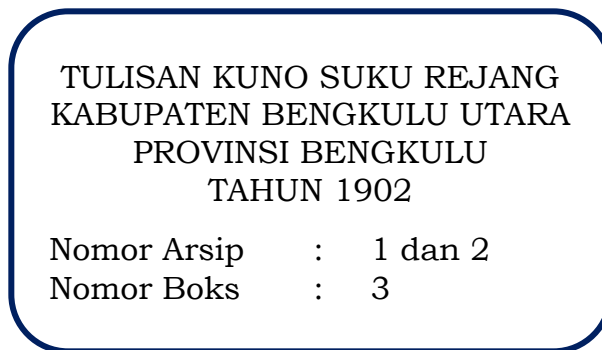 TULISAN KUNO SUKU REJANG
KABUPATEN BENGKULU UTARA
PROVINSI BENGKULU
TAHUN 1902
Nomor Arsip : 1 dan 2
Nomor Boks : 3